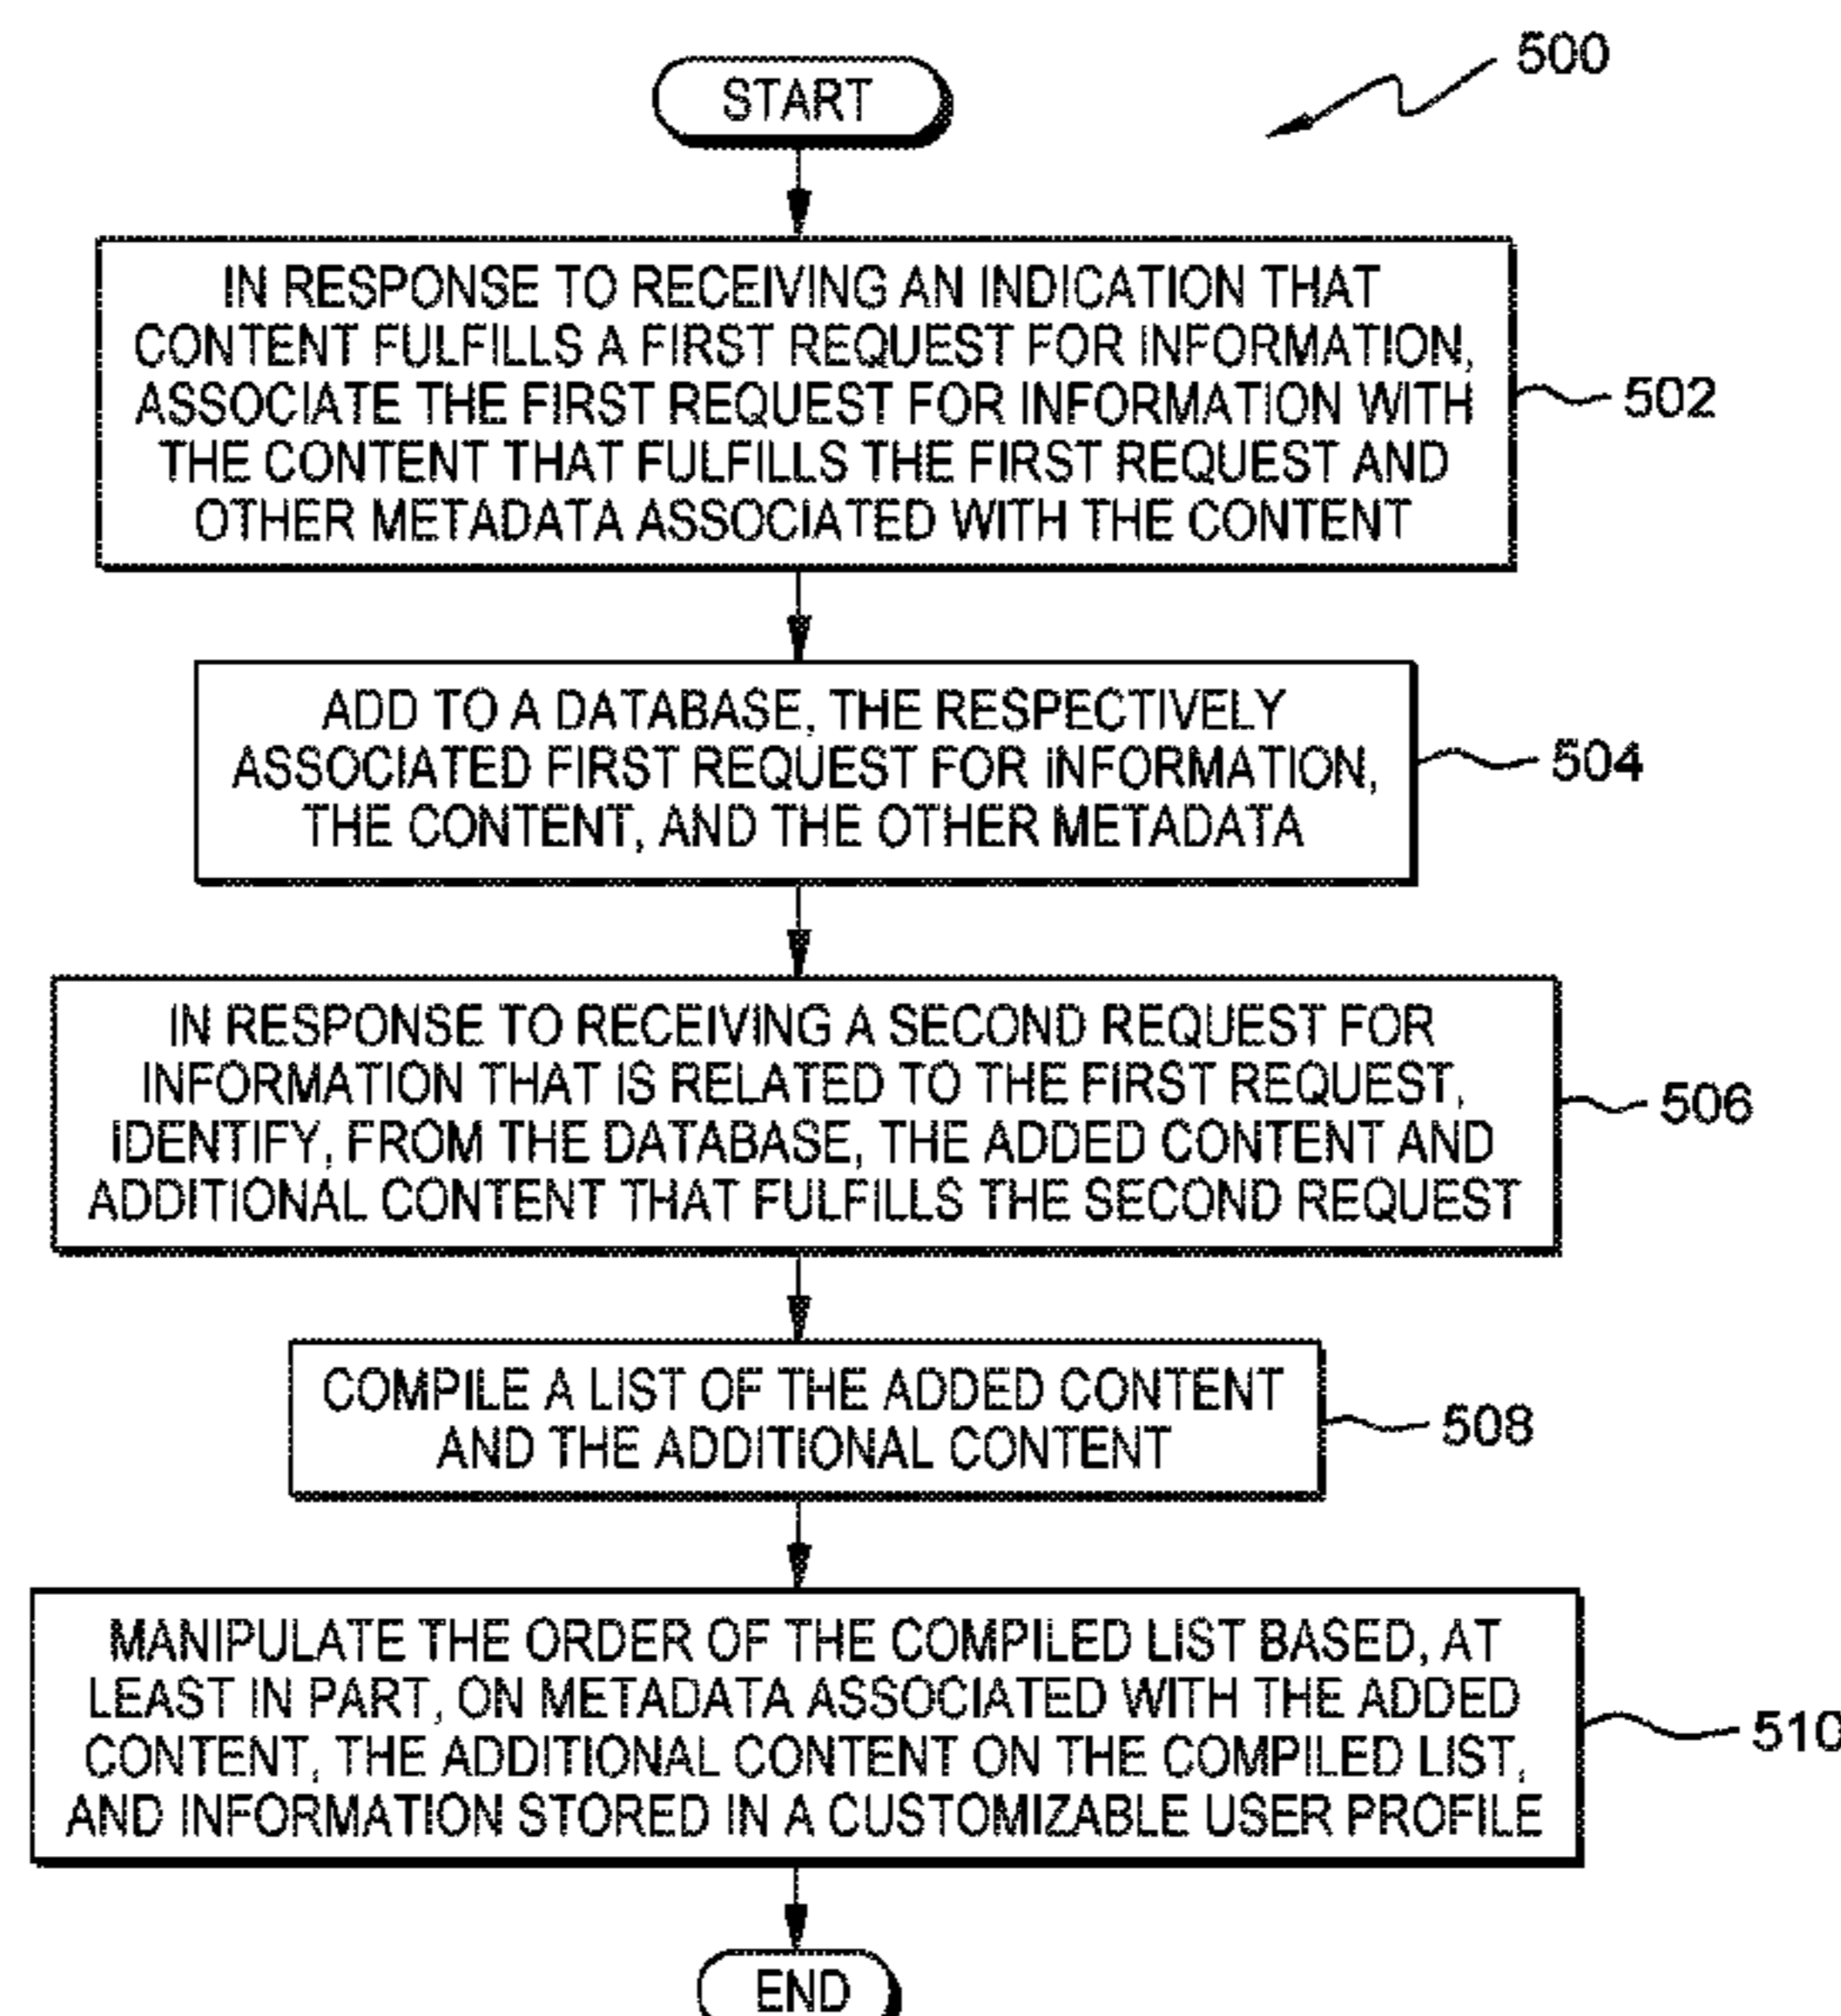 500
START
IN RESPONSE TO RECEIVING AN INDICATION THAT
CONTENT FULFILLS A FIRST REQUEST FOR INFORMATION,
ASSOCIATE THE FIRST REQUEST FOR INFORMATION WITH
THE CONTENT THAT FULFILLS THE FIRST REQUEST AND
OTHER METADATA ASSOCIATED WITH THE CONTENT
502
ADD TO A DATABASE, THE RESPECTIVELY
ASSOCIATED FIRST REQUEST FOR INFORMATION,
THE CONTENT, AND THE OTHER METADATA
504
IN RESPONSE TO RECEIVING A SECOND REQUEST FOR
INFORMATION THAT IS RELATED TO THE FIRST REQUEST,
IDENTIFY, FROM THE DATABASE, THE ADDED CONTENT AND
ADDITIONAL CONTENT THAT FULFILLS THE SECOND REQUEST
506
COMPILE A LIST OF THE ADDED CONTENT
AND THE ADDITIONAL CONTENT
508
MANIPULATE THE ORDER OF THE COMPILED LIST BASED, AT
LEAST IN PART, ON METADATA ASSOCIATED WITH THE ADDED
CONTENT, THE ADDITIONAL CONTENT ON THE COMPILED LIST,
AND INFORMATION STORED IN A CUSTOMIZABLE USER PROFILE
510
END